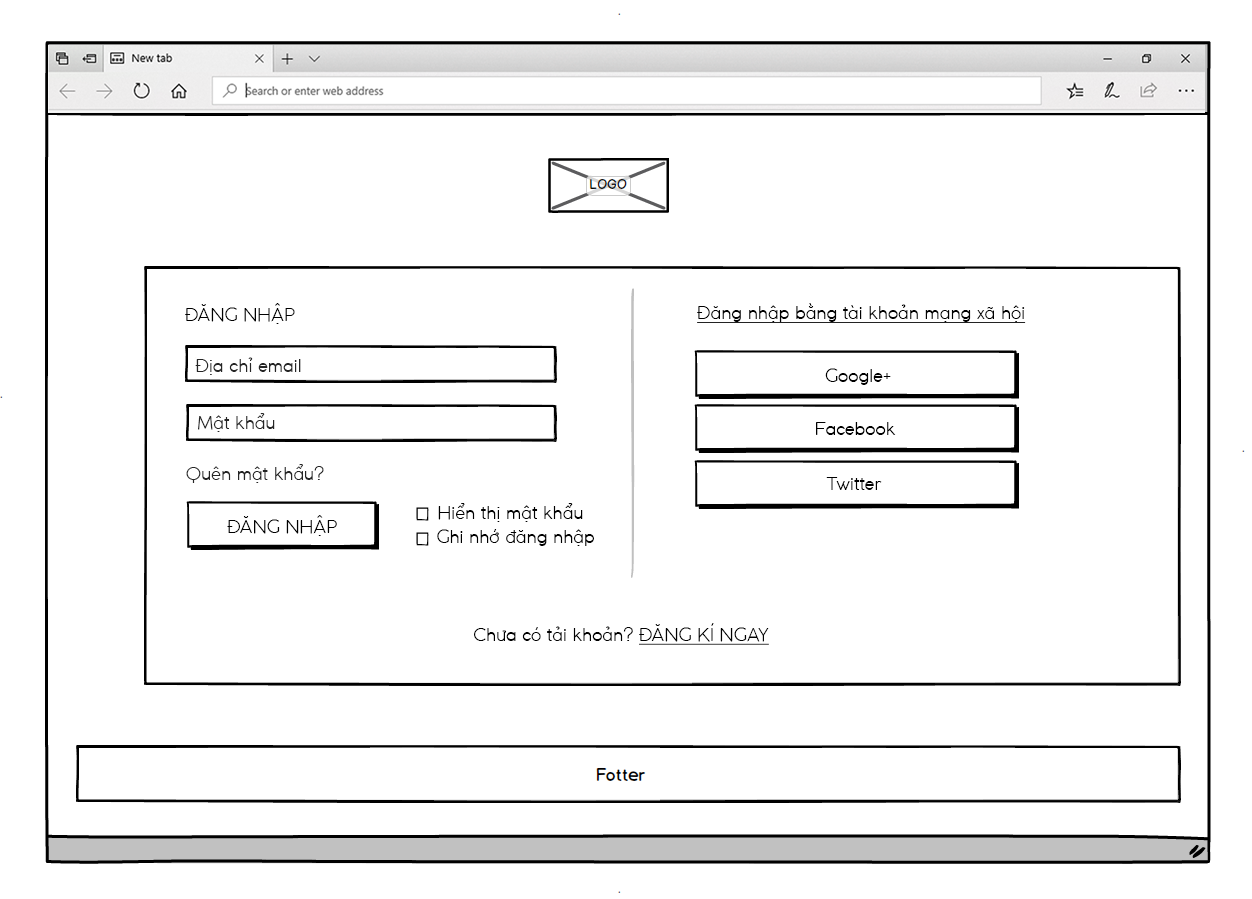 New tab
Search or enter web address
LOGO
ĐĂNG NHẬP
Địa chỉ email
Mật khẩu
Quên mật khẩu?
ĐĂNG NHẬP
Hiển thị mật khẩu
Ghi nhớ đăng nhập
Đăng nhập bằng tài khoản mạng xã hội
Google+
Facebook
Twitter
Chưa có tải khoản? ĐĂNG KÍ NGAY
Fotter